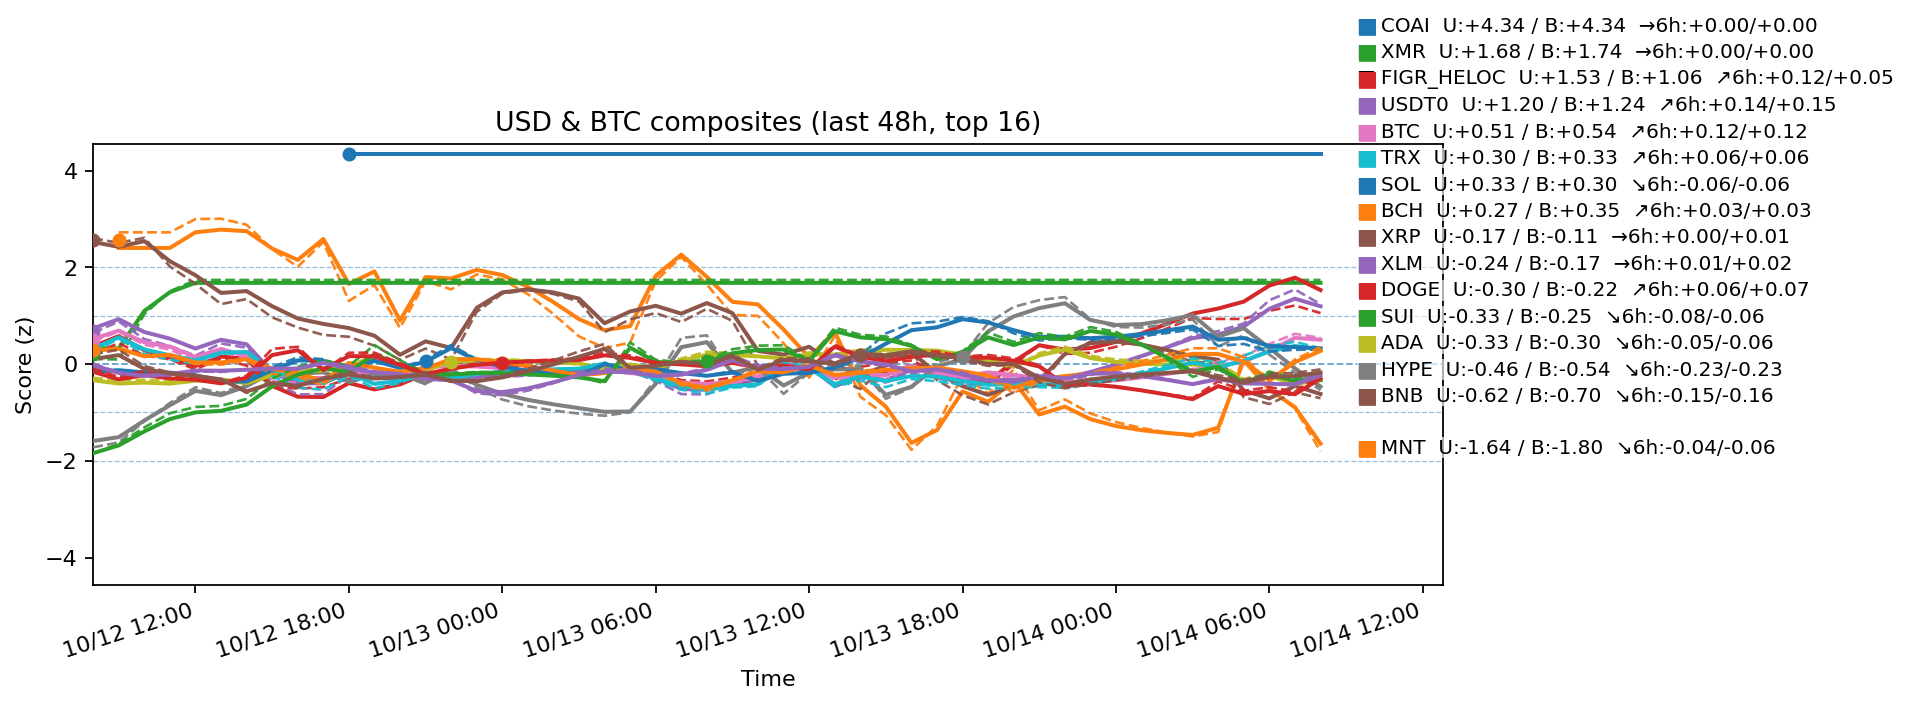 COAI U:+4.34 / B:+4.34 →6h:+0.00/+0.00
XMR U:+1.68 / B:+1.74 →6h:+0.00/+0.00
FIGR_HELOC U:+1.53 / B:+1.06 ↗6h:+0.12/+0.05
USDT0 U:+1.20 / B:+1.24 ↗6h:+0.14/+0.15
BTC U:+0.51 / B:+0.54 ↗6h:+0.12/+0.12
TRX U:+0.30 / B:+0.33 ↗6h:+0.06/+0.06
SOL U:+0.33 / B:+0.30 ↘6h:-0.06/-0.06
BCH U:+0.27 / B:+0.35 ↗6h:+0.03/+0.03
XRP U:-0.17 / B:-0.11 →6h:+0.00/+0.01
XLM U:-0.24 / B:-0.17 →6h:+0.01/+0.02
DOGE U:-0.30 / B:-0.22 ↗6h:+0.06/+0.07
SUI U:-0.33 / B:-0.25 ↘6h:-0.08/-0.06
ADA U:-0.33 / B:-0.30 ↘6h:-0.05/-0.06
HYPE U:-0.46 / B:-0.54 ↘6h:-0.23/-0.23
BNB U:-0.62 / B:-0.70 ↘6h:-0.15/-0.16
MNT U:-1.64 / B:-1.80 ↘6h:-0.04/-0.06
USD & BTC composites (last 48h, top 16)
Score (z)
4
2
0
−2
−4
10/12 12:00
10/12 18:00
10/13 00:00
10/13 06:00
10/13 12:00
10/13 18:00
10/14 00:00
10/14 06:00
10/14 12:00
Time